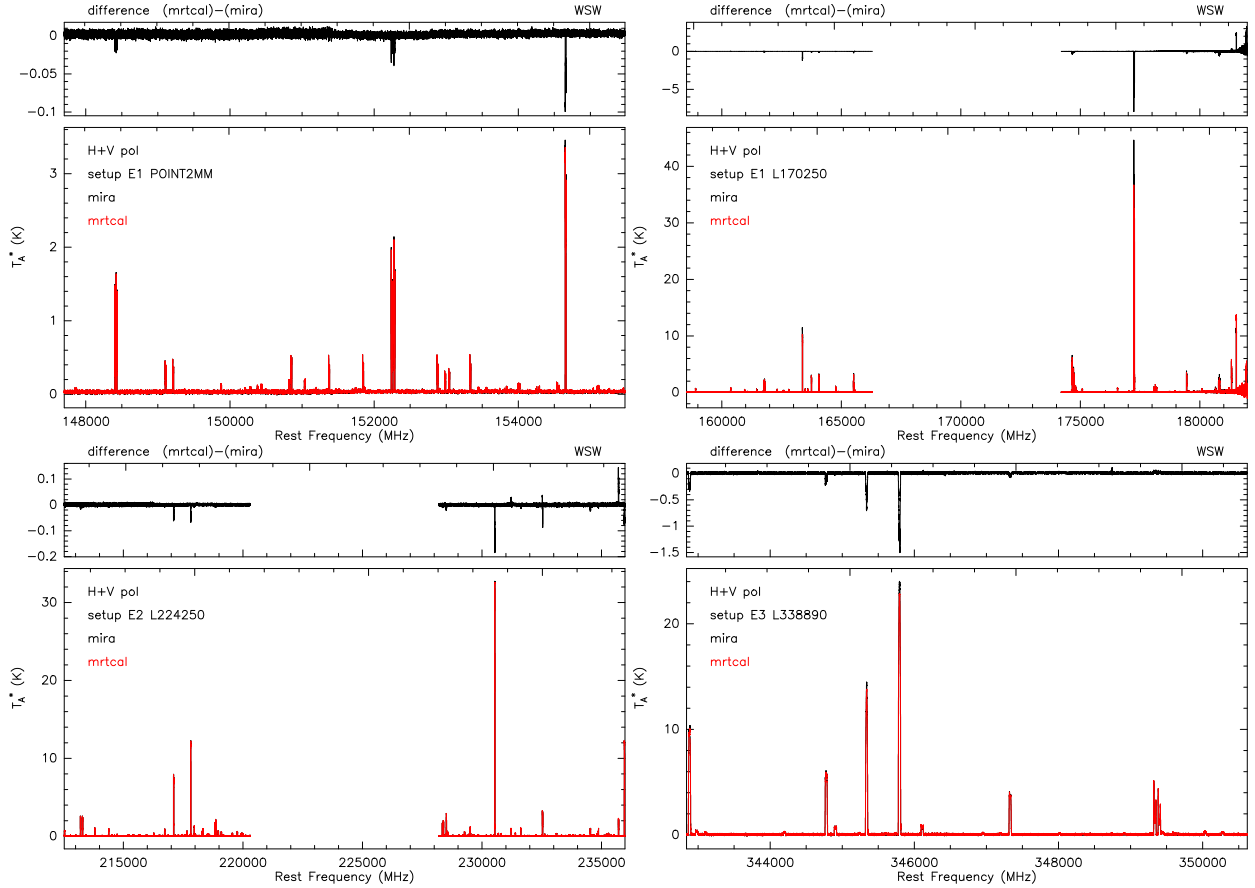 difference (mrtcal)-(mira) WSW
0
-0.05
-0.1
H+V pol
setup E1 POINT2MM
mira
mrtcal
T_A^* (K)
3
2
1
0
148000 150000 152000 154000
Rest Frequency (MHz)
difference (mrtcal)-(mira) WSW
0
-5
H+V pol
setup E1 L170250
mira
mrtcal
T_A^* (K)
40
30
20
10
0
160000 165000 170000 175000 180000
Rest Frequency (MHz)
difference (mrtcal)-(mira) WSW
0.1
0
-0.1
-0.2
H+V pol
setup E2 L224250
mira
mrtcal
T_A^* (K)
30
20
10
0
215000 220000 225000 230000 235000
Rest Frequency (MHz)
difference (mrtcal)-(mira) WSW
0
-0.5
-1
-1.5
H+V pol
setup E3 L338890
mira
mrtcal
T_A^* (K)
20
10
0
344000 346000 348000 350000
Rest Frequency (MHz)